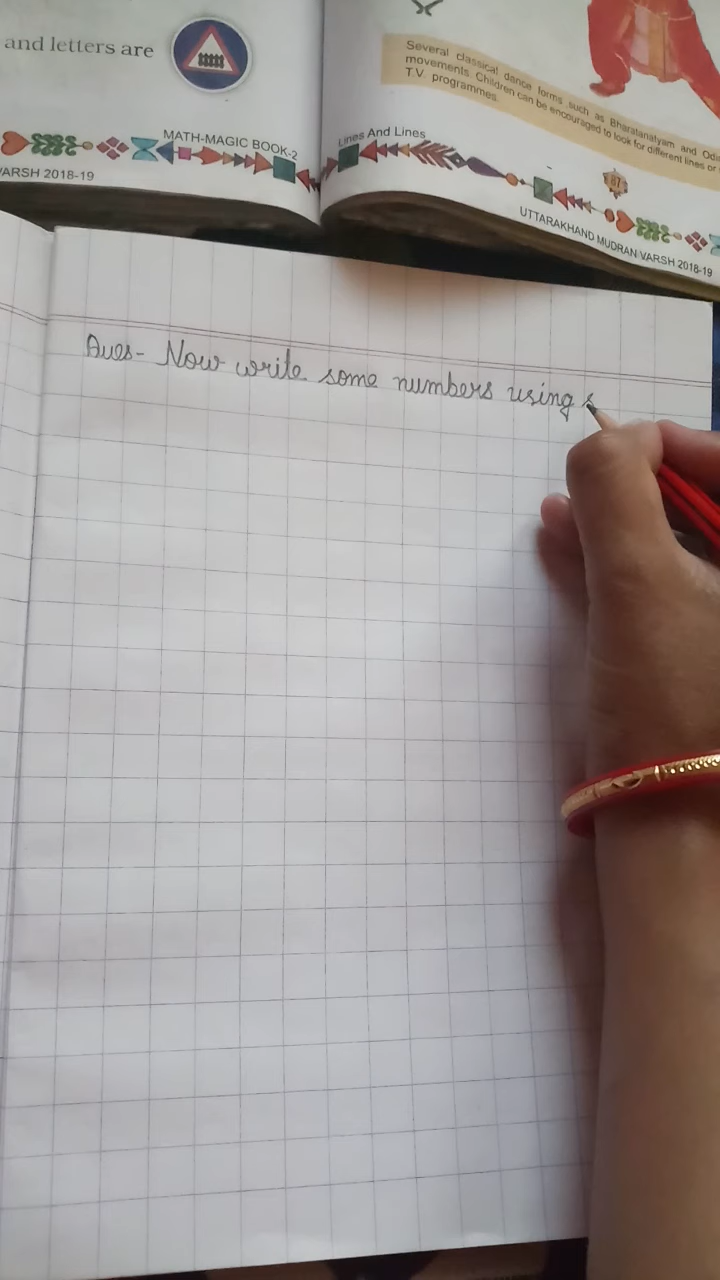 and letters are
MATH-MAGIC BOOK-2
VARSH 2018-19
Several classical dance forms such as Bharatanatyam and Odi
movements. Children can be encouraged to look for different lines or
T.V. programmes.
Lines And Lines
87
UTTARAKHAND MUDRAN VARSH 2018-19
Ques- Now write some numbers using s